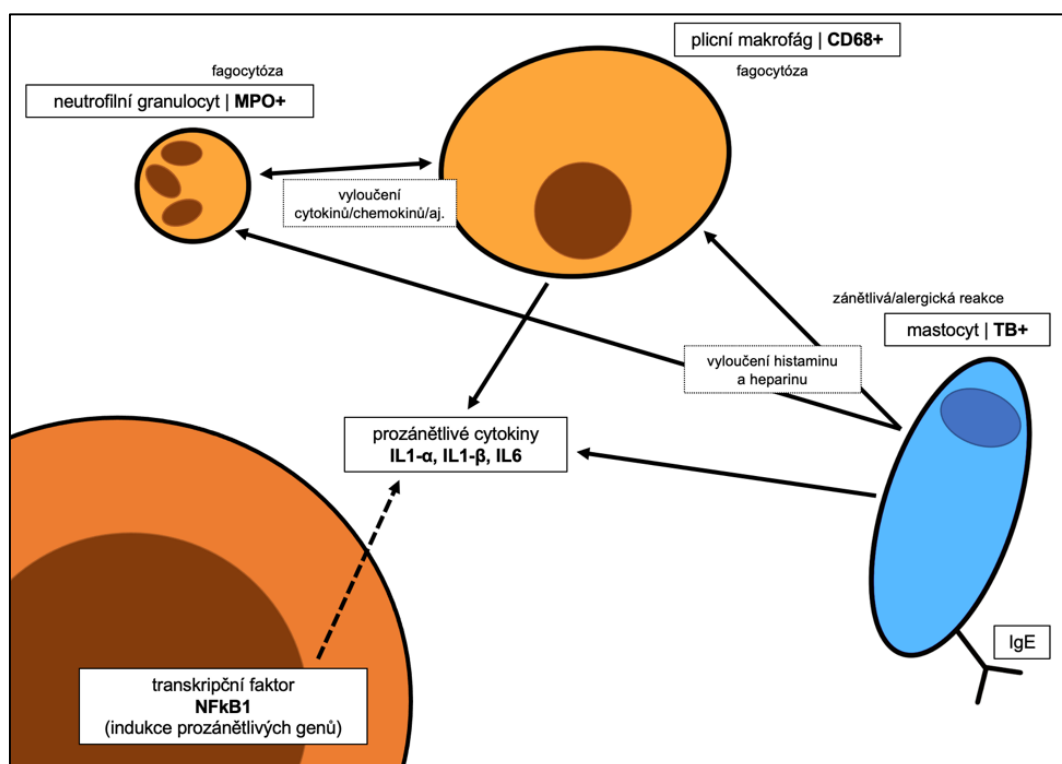 plicní makrofág | CD68+
fagocytóza
fagocytóza
neutrofilní granulocyt | MPO+
vyloučení
cytokinů/chemokinů/aj.
zánětlivá/alergická reakce
mastocyt | TB+
vyloučení histaminu
a heparinu
prozánětlivé cytokiny
IL1-α, IL1-β, IL6
IgE
transkripční faktor
NFkB1
(indukce prozánětlivých genů)